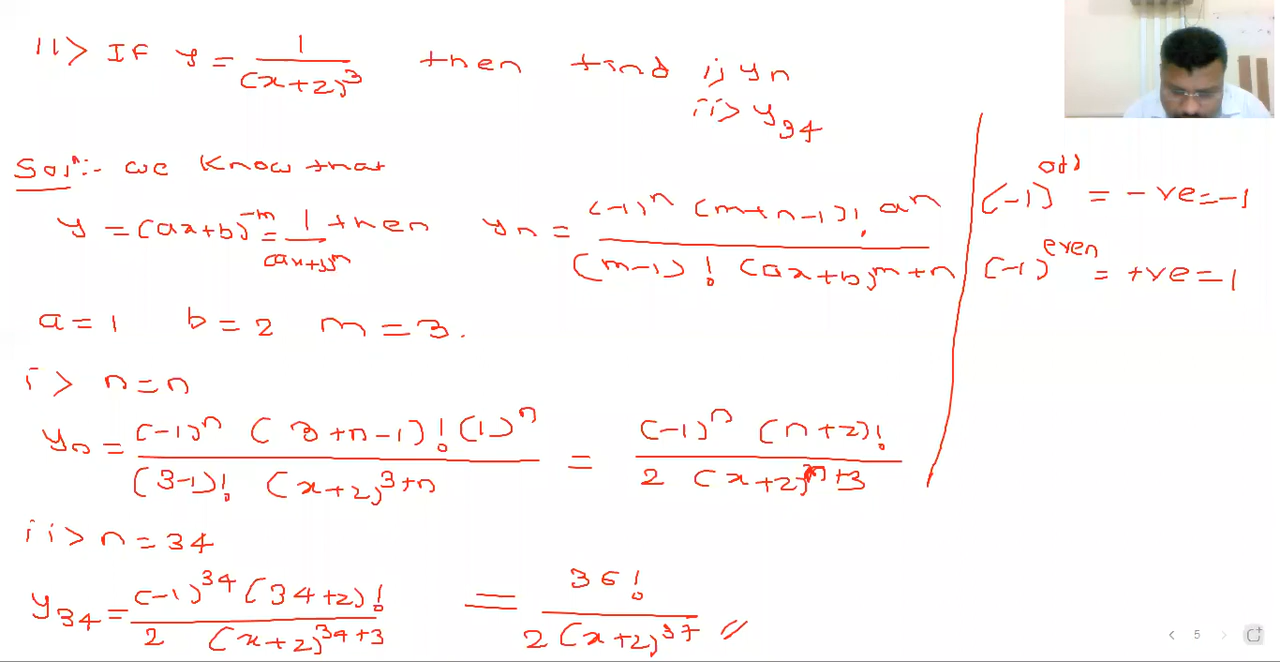 ii> If y = 1/(x+2)^3 then find i> yn
ii> y34
Sol^n:- we know that
y = (ax+b)^-m = 1/(ax+b)^m then yn = (-1)^n (m+n-1)! a^n / (m-1)! (ax+b)^m+n
(-1)^odd = -ve = -1
(-1)^even = +ve = 1
a = 1 b = 2 m = 3.
i> n = n
yn = (-1)^n (3+n-1)! (1)^n / (3-1)! (x+2)^3+n = (-1)^n (n+2)! / 2 (x+2)^n+3
ii> n = 34
y34 = (-1)^34 (34+2)! / 2 (x+2)^34+3 = 36! / 2(x+2)^37 //
5